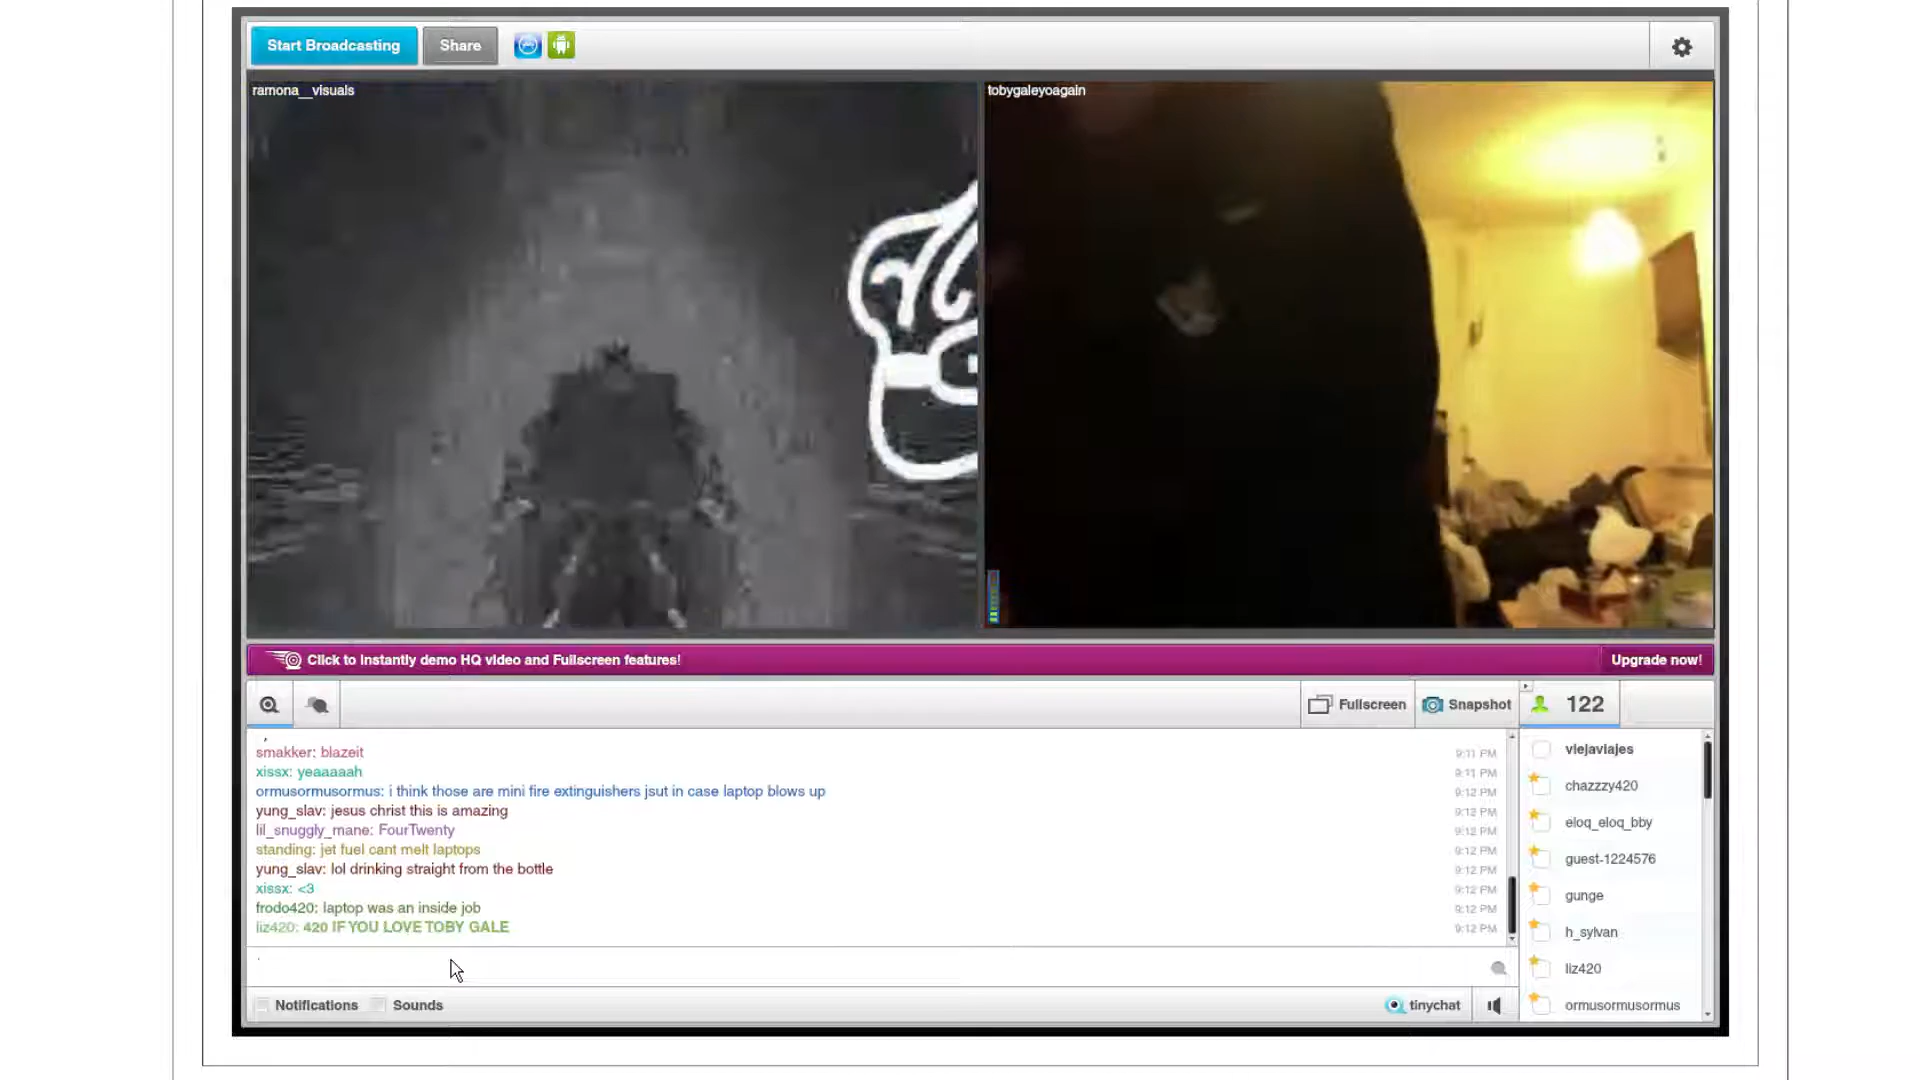 Start Broadcasting
Share
ramona__visuals
tobygaleyoagain
Click to instantly demo HQ video and Fullscreen features!
Upgrade now!
Fullscreen
Snapshot
122
smakker: blazeit 9:11 PM
xissx: yeaaaaah 9:11 PM
ormusormusormus: i think those are mini fire extinguishers jsut in case laptop blows up 9:12 PM
yung_slav: jesus christ this is amazing 9:12 PM
lil_snuggly_mane: FourTwenty 9:12 PM
standing: jet fuel cant melt laptops 9:12 PM
yung_slav: lol drinking straight from the bottle 9:12 PM
xissx: <3 9:12 PM
frodo420: laptop was an inside job 9:12 PM
liz420: 420 IF YOU LOVE TOBY GALE 9:12 PM
viejaviajes
chazzzy420
eloq_eloq_bby
guest-1224576
gunge
h_sylvan
liz420
ormusormusormus
Notifications
Sounds
tinychat